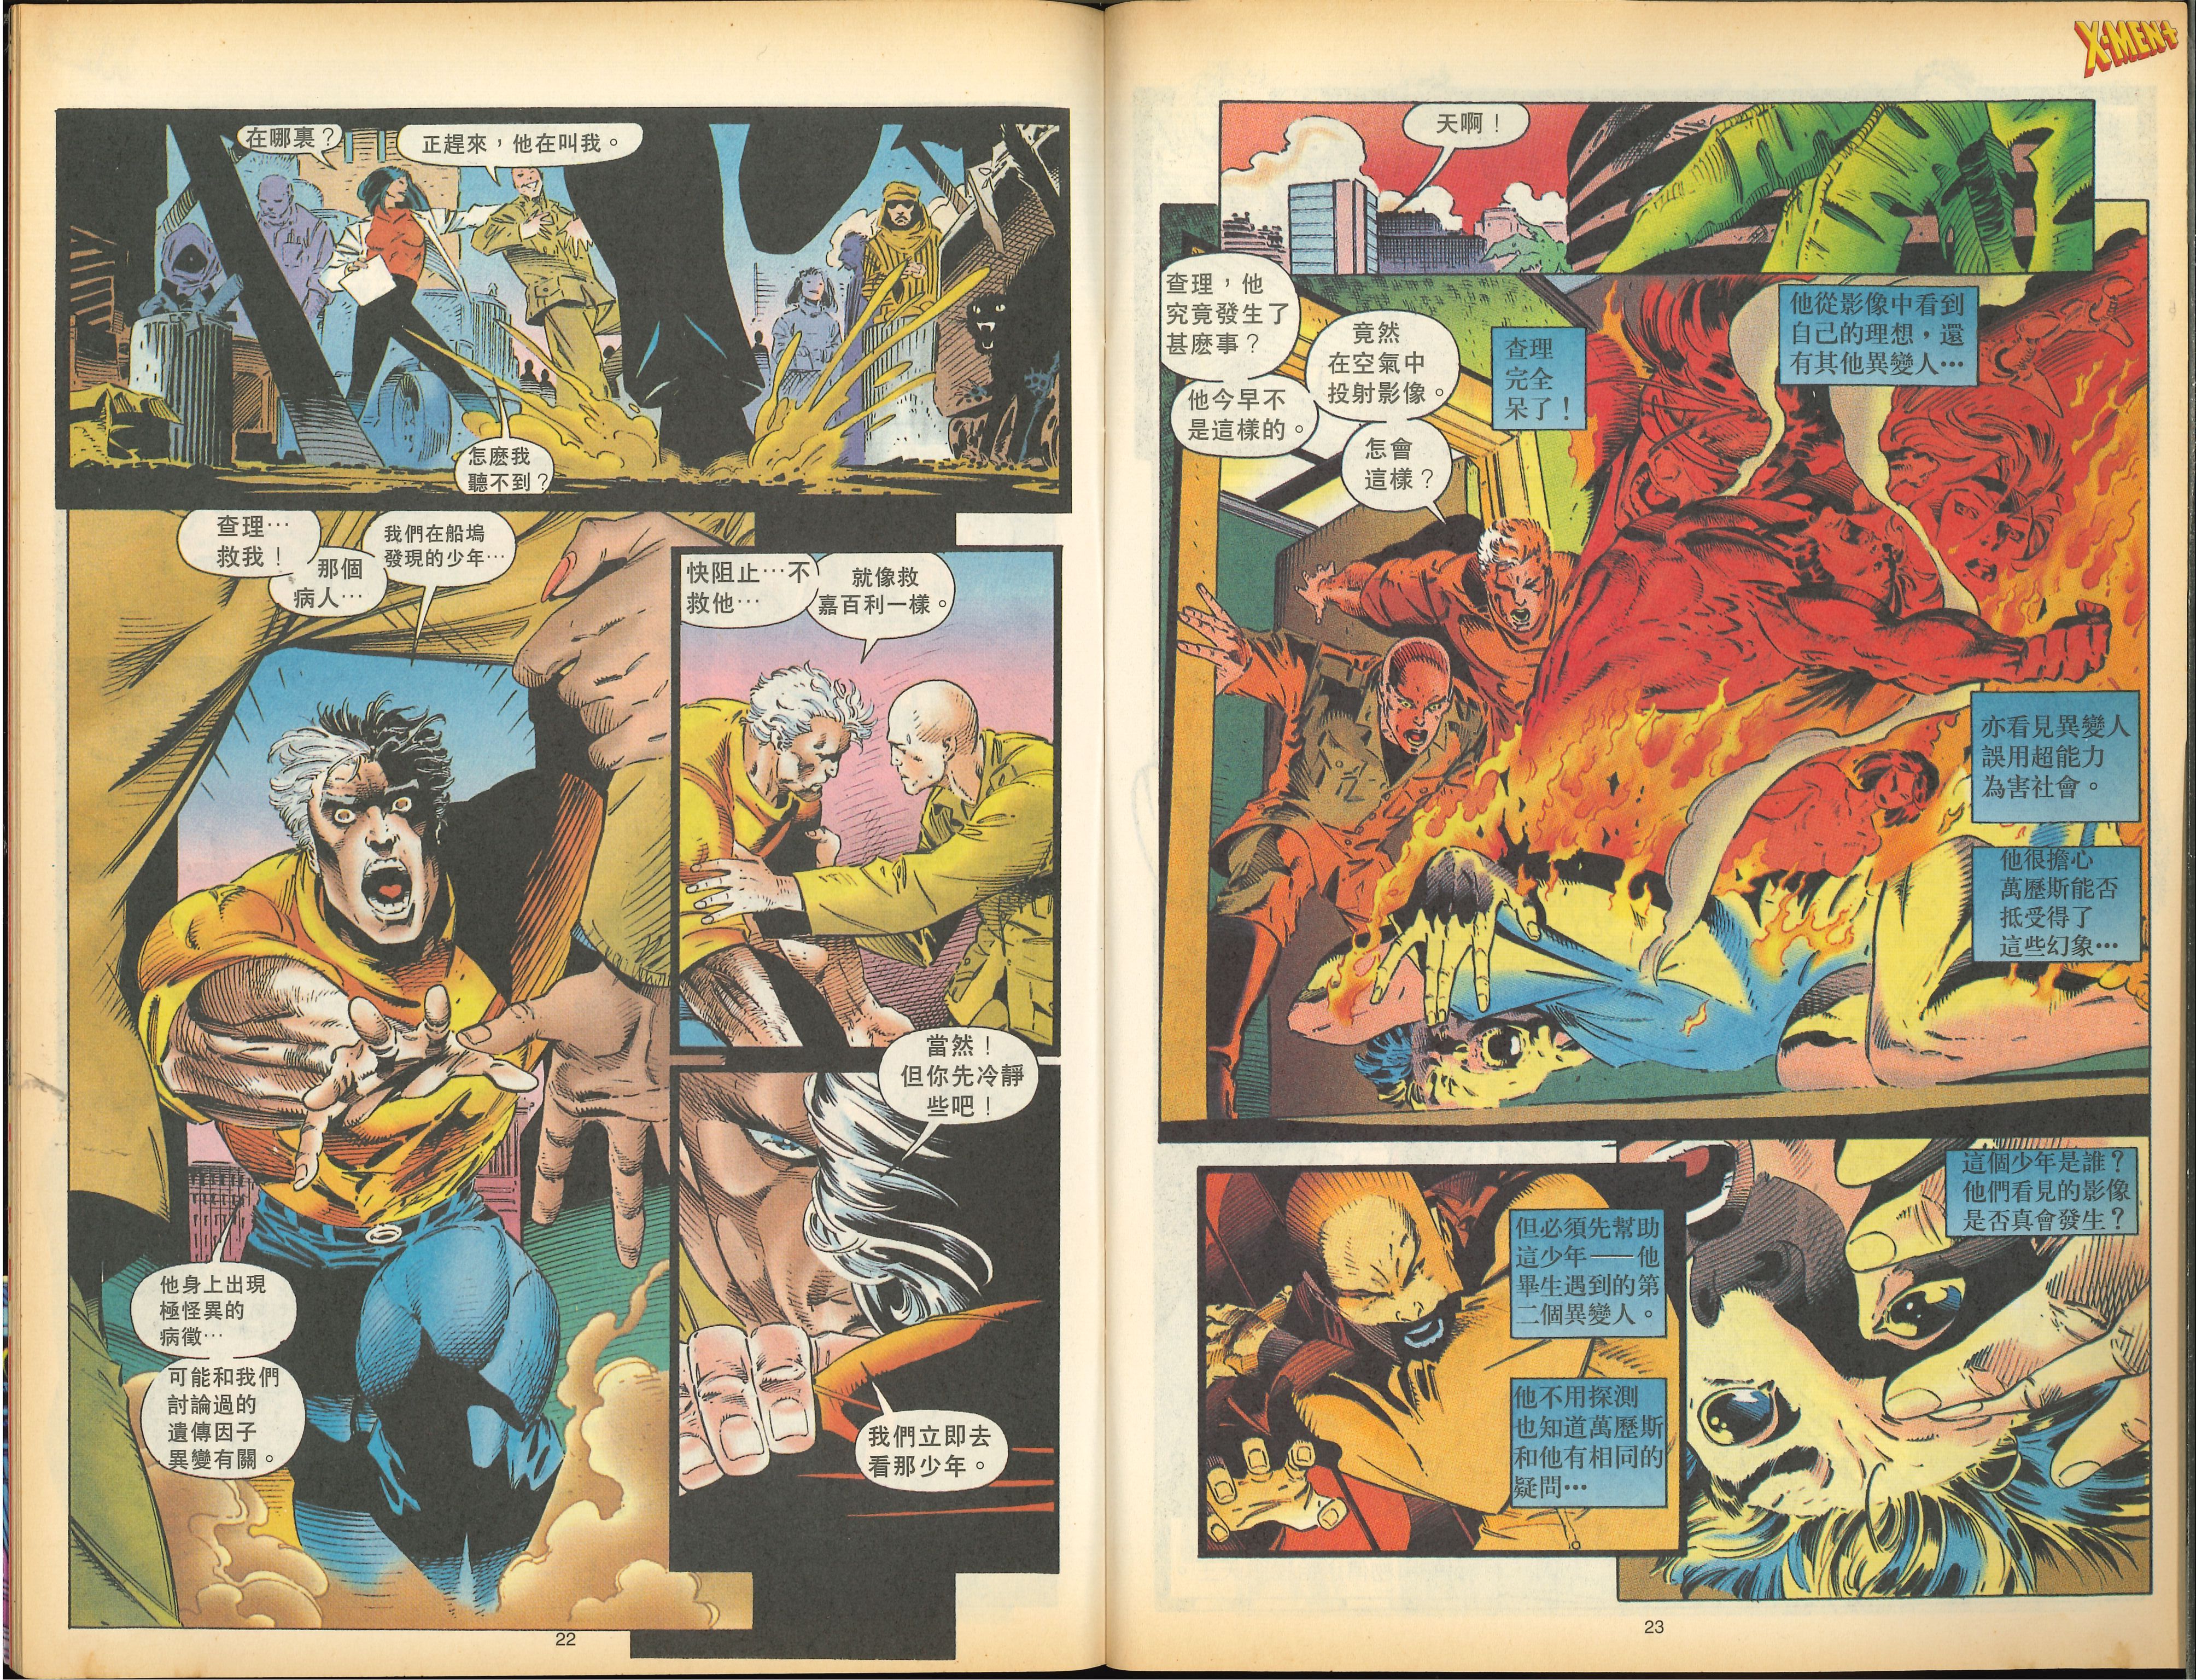 在哪裏？
正趕來，他在叫我。
怎麽我
聽不到？
查理…
救我！
那個
病人…
我們在船塢
發現的少年…
他身上出現
極怪異的
病徵…
可能和我們
討論過的
遺傳因子
異變有關。
快阻止…不
救他…
就像救
嘉百利一樣。
當然！
但你先冷靜
些吧！
我們立即去
看那少年。
22
X-MEN+
天啊！
查理，他
究竟發生了
甚麽事？
他今早不
是這樣的。
竟然
在空氣中
投射影像。
怎會
這樣？
查理
完全
呆了！
他從影像中看到
自己的理想，還
有其他異變人…
亦看見異變人
誤用超能力
為害社會。
他很擔心
萬歷斯能否
抵受得了
這些幻象…
但必須先幫助
這少年——他
畢生遇到的第
二個異變人。
他不用探測
也知道萬歷斯
和他有相同的
疑問…
這個少年是誰？
他們看見的影像
是否真會發生？
23